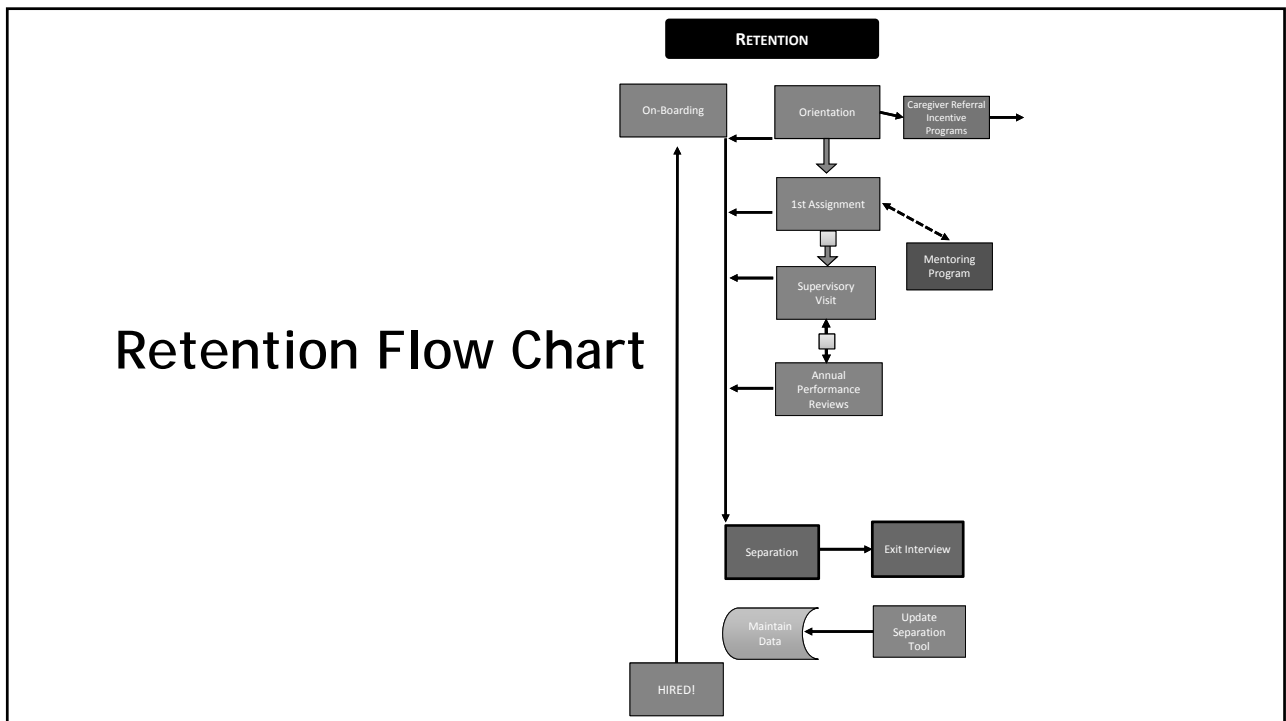 RETENTION
On-Boarding
Orientation
Caregiver Referral
Incentive
Programs
1st Assignment
Mentoring
Program
Supervisory
Visit
Retention Flow Chart
Annual
Performance
Reviews
Separation
Exit Interview
Maintain
Data
Update
Separation
Tool
HIRED!